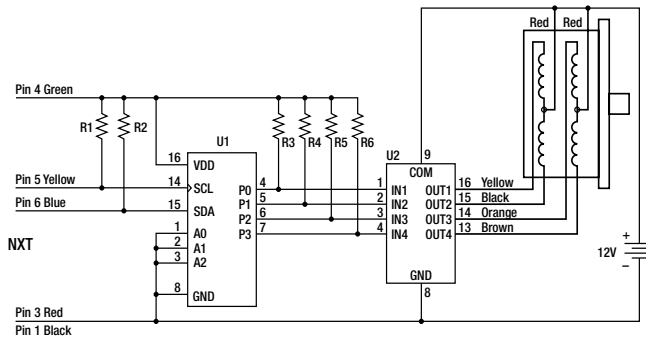 Red Red
Pin 4 Green
R1 R2 R3 R4 R5 R6
U1
U2
16 VDD
9
COM
Pin 5 Yellow
14 SCL
P0 4
1 IN1 OUT1 16 Yellow
Pin 6 Blue
15 SDA
P1 5
2 IN2 OUT2 15 Black
P2 6
3 IN3 OUT3 14 Orange
P3 7
4 IN4 OUT4 13 Brown
1 A0
2 A1
3 A2
NXT
8 GND
GND
8
+
12V
–
Pin 3 Red
Pin 1 Black